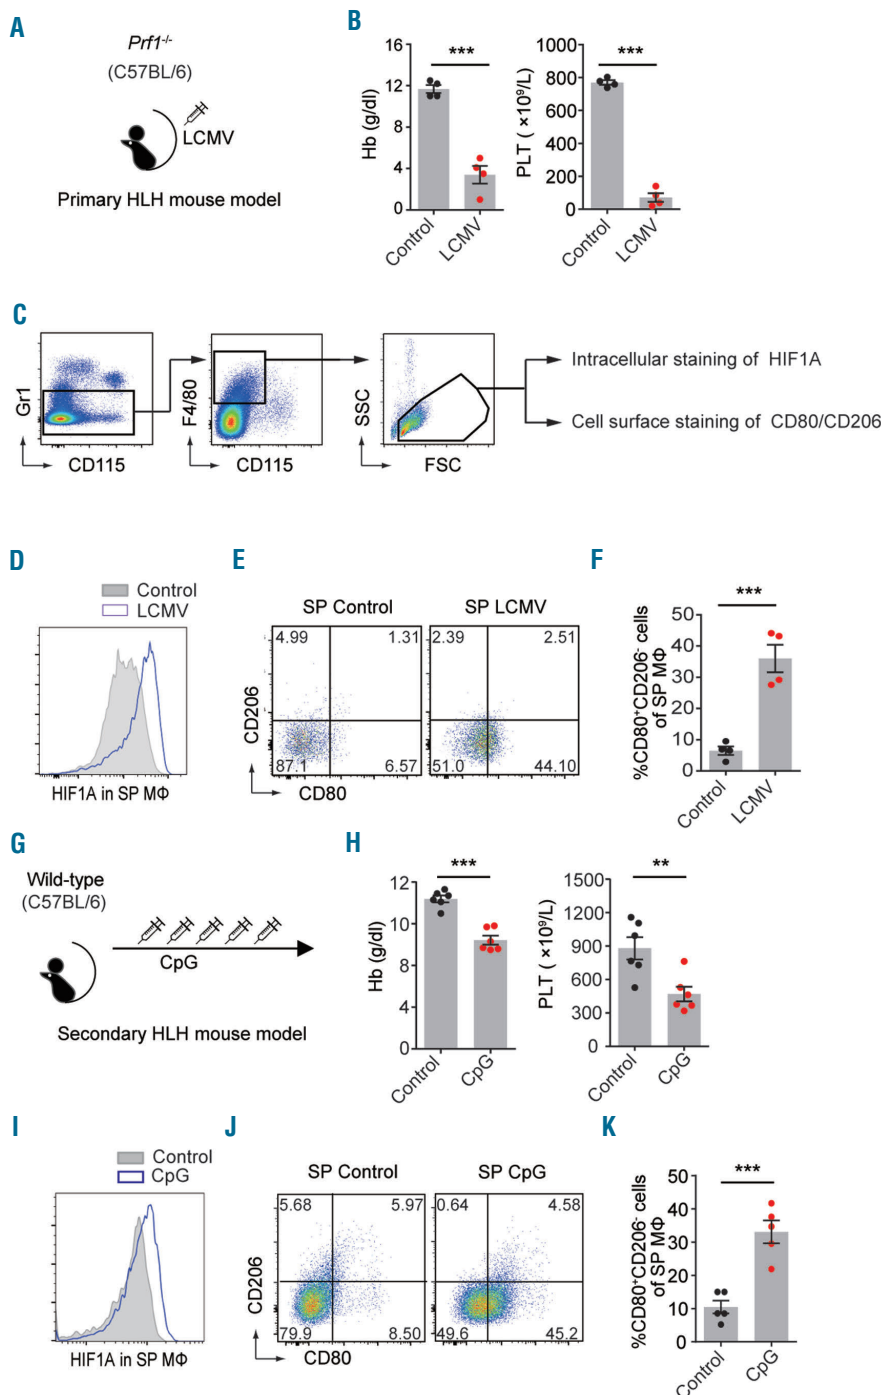 A
Prf1-/-
(C57BL/6)
LCMV
Primary HLH mouse model
B
Hb (g/dl)
16
12
4
0
Control
LCMV
***
PLT ( ×10⁹/L)
1000
800
600
400
200
0
Control
LCMV
***
C
Gr1
CD115
F4/80
CD115
SSC
FSC
Intracellular staining of HIF1A
Cell surface staining of CD80/CD206
D
Control
LCMV
HIF1A in SP MΦ
E
SP Control
SP LCMV
4.99
1.31
2.39
2.51
CD206
87.1
6.57
51.0
44.10
CD80
F
***
%CD80⁺CD206⁻ cells
of SP MΦ
50
40
30
20
10
0
Control
LCMV
G
Wild-type
(C57BL/6)
CpG
Secondary HLH mouse model
H
***
Hb (g/dl)
12
10
4
0
Control
CpG
**
PLT ( ×10⁹/L)
1500
1200
900
600
300
0
Control
CpG
I
Control
CpG
HIF1A in SP MΦ
J
SP Control
SP CpG
5.68
5.97
0.64
4.58
CD206
79.9
8.50
49.6
45.2
CD80
K
***
%CD80⁺CD206⁻ cells
of SP MΦ
50
40
30
20
10
0
Control
CpG